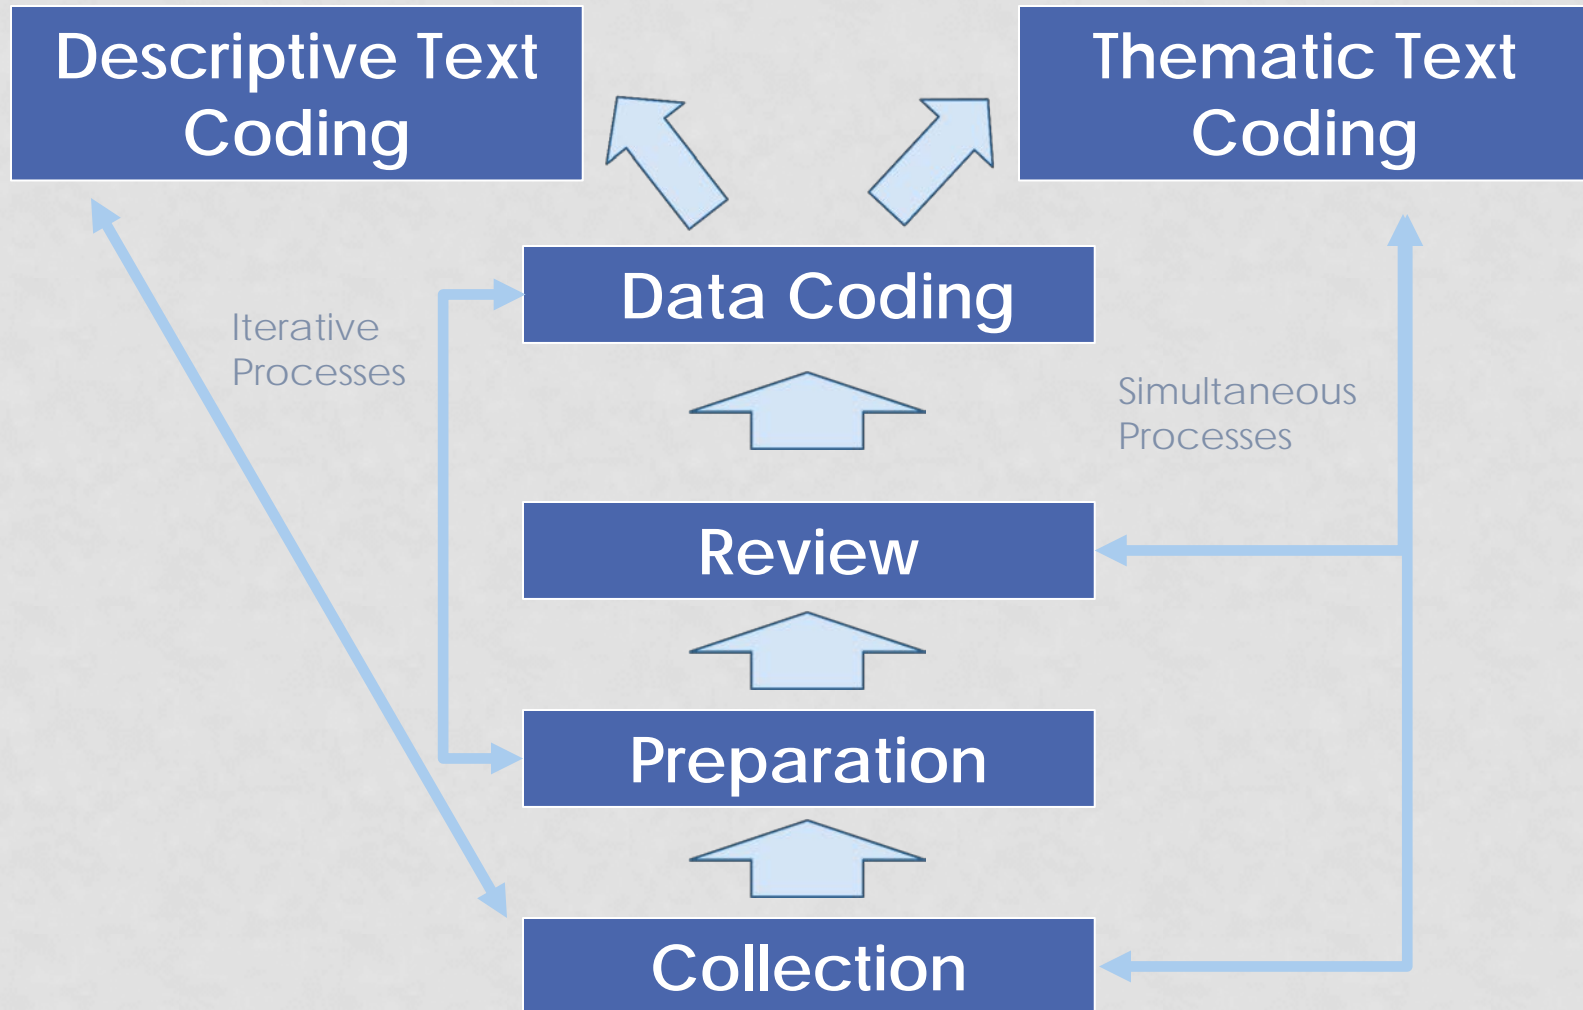 Descriptive Text
Coding
Thematic Text
Coding
Data Coding
Iterative
Processes
Simultaneous
Processes
Review
Preparation
Collection